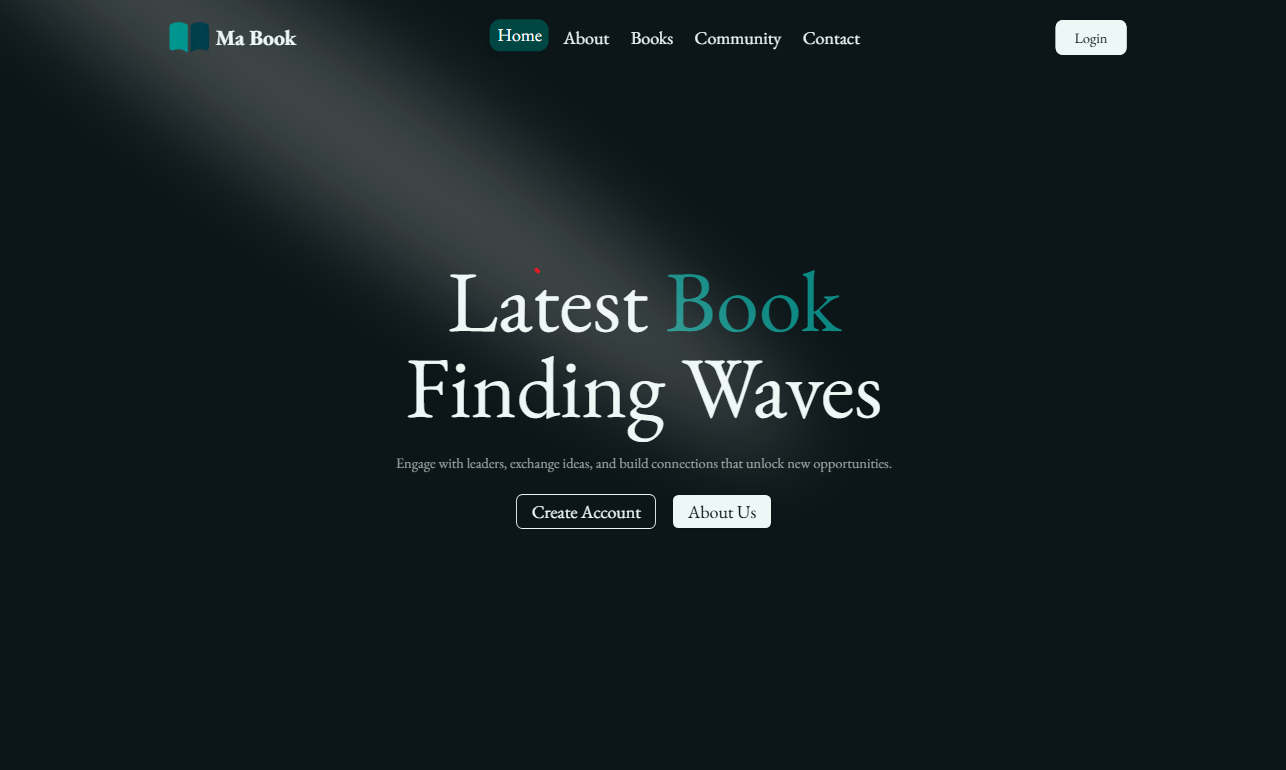 Ma Book
Home About Books Community Contact
Login
Latest Book
Finding Waves
Engage with leaders, exchange ideas, and build connections that unlock new opportunities.
Create Account About Us